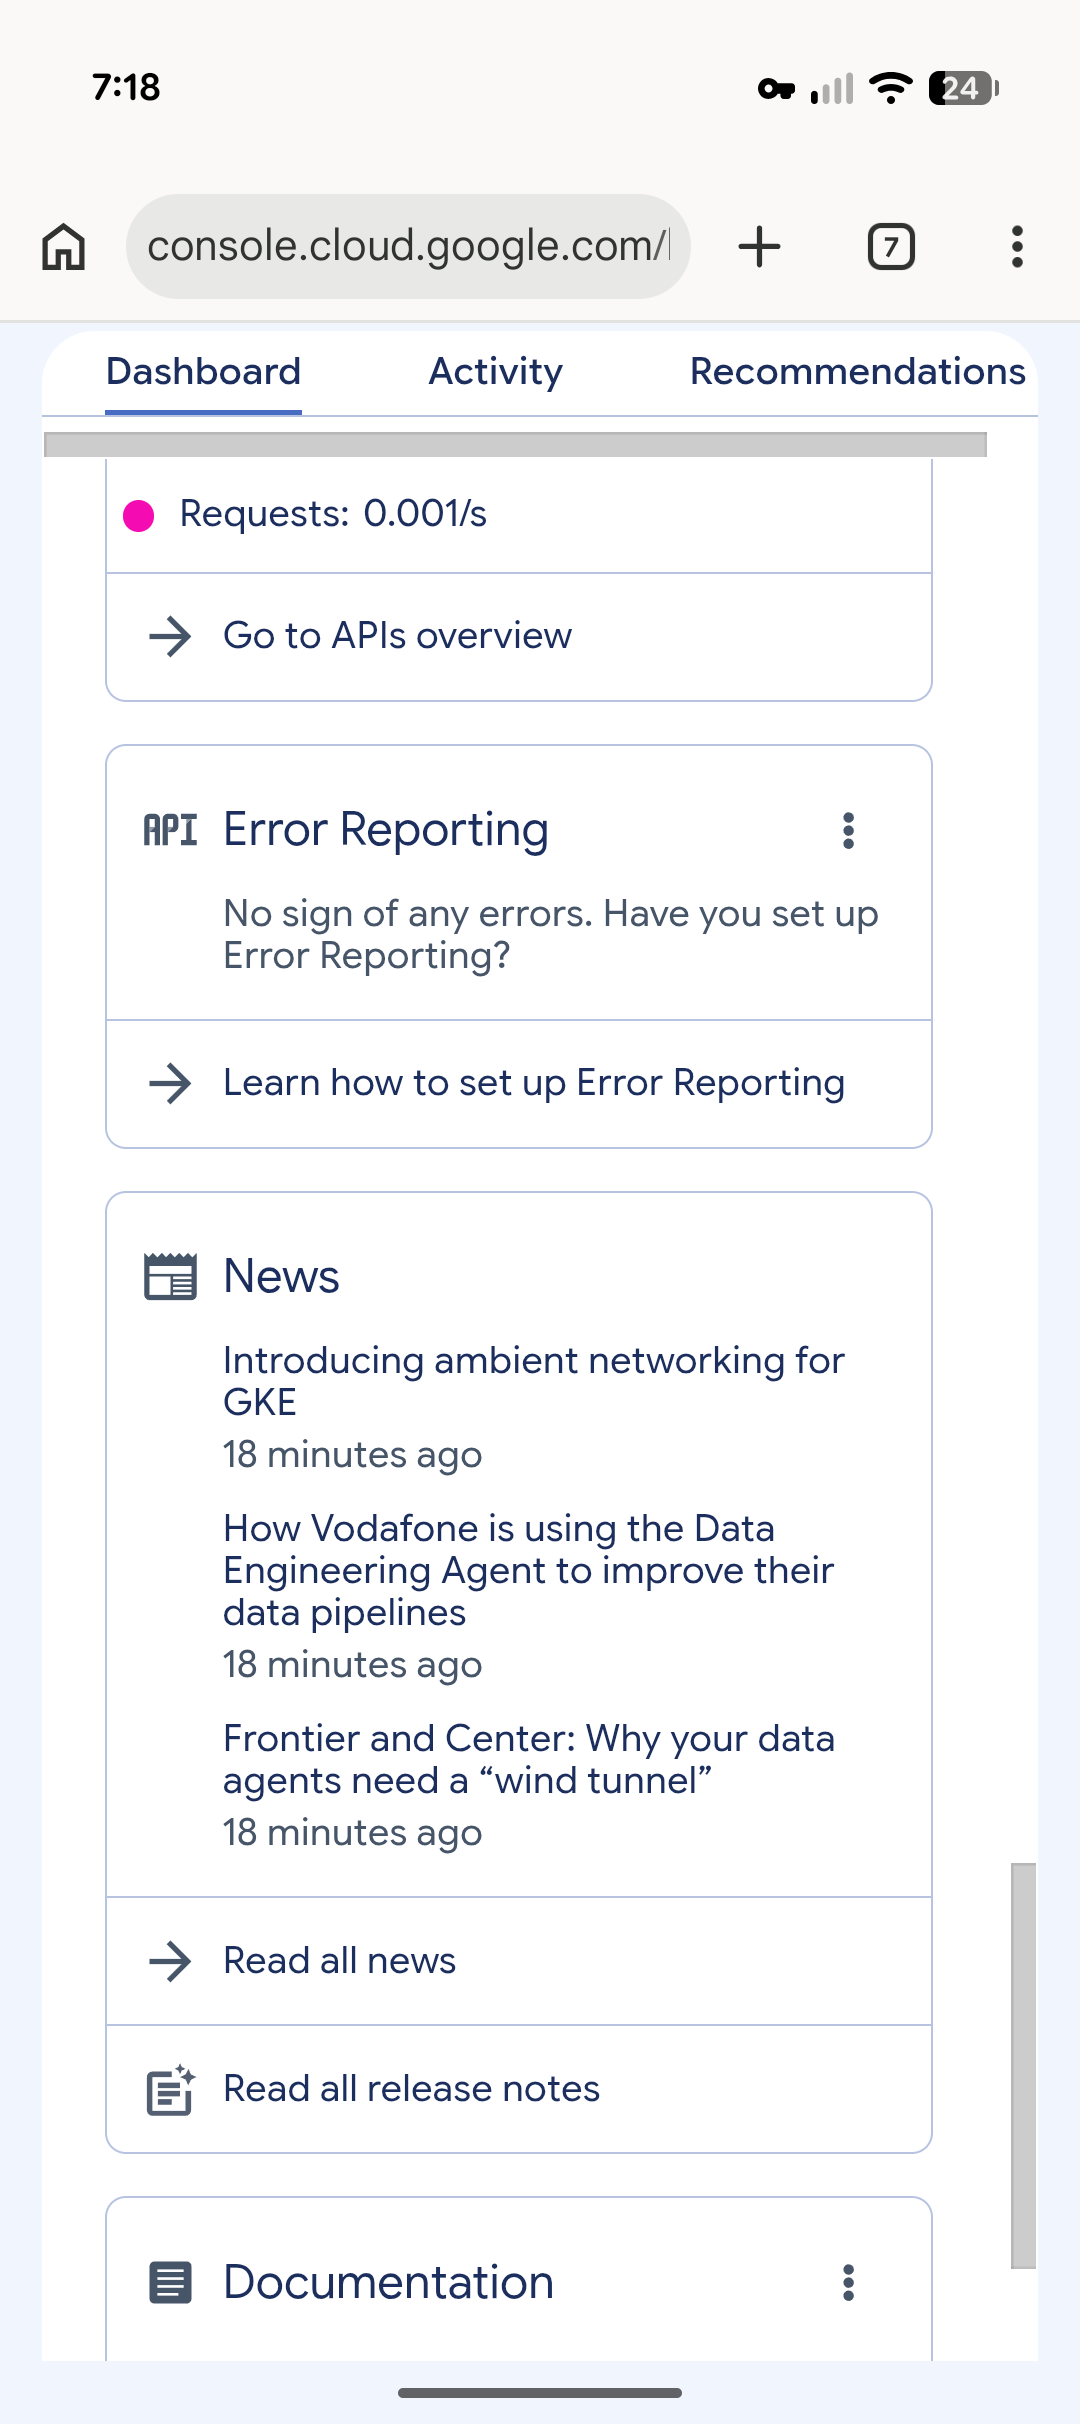 7:18
24
console.cloud.google.com/
7
Dashboard
Activity
Recommendations
Requests: 0.001/s
Go to APIs overview
API Error Reporting
No sign of any errors. Have you set up
Error Reporting?
Learn how to set up Error Reporting
News
Introducing ambient networking for
GKE
18 minutes ago
How Vodafone is using the Data
Engineering Agent to improve their
data pipelines
18 minutes ago
Frontier and Center: Why your data
agents need a “wind tunnel”
18 minutes ago
Read all news
Read all release notes
Documentation